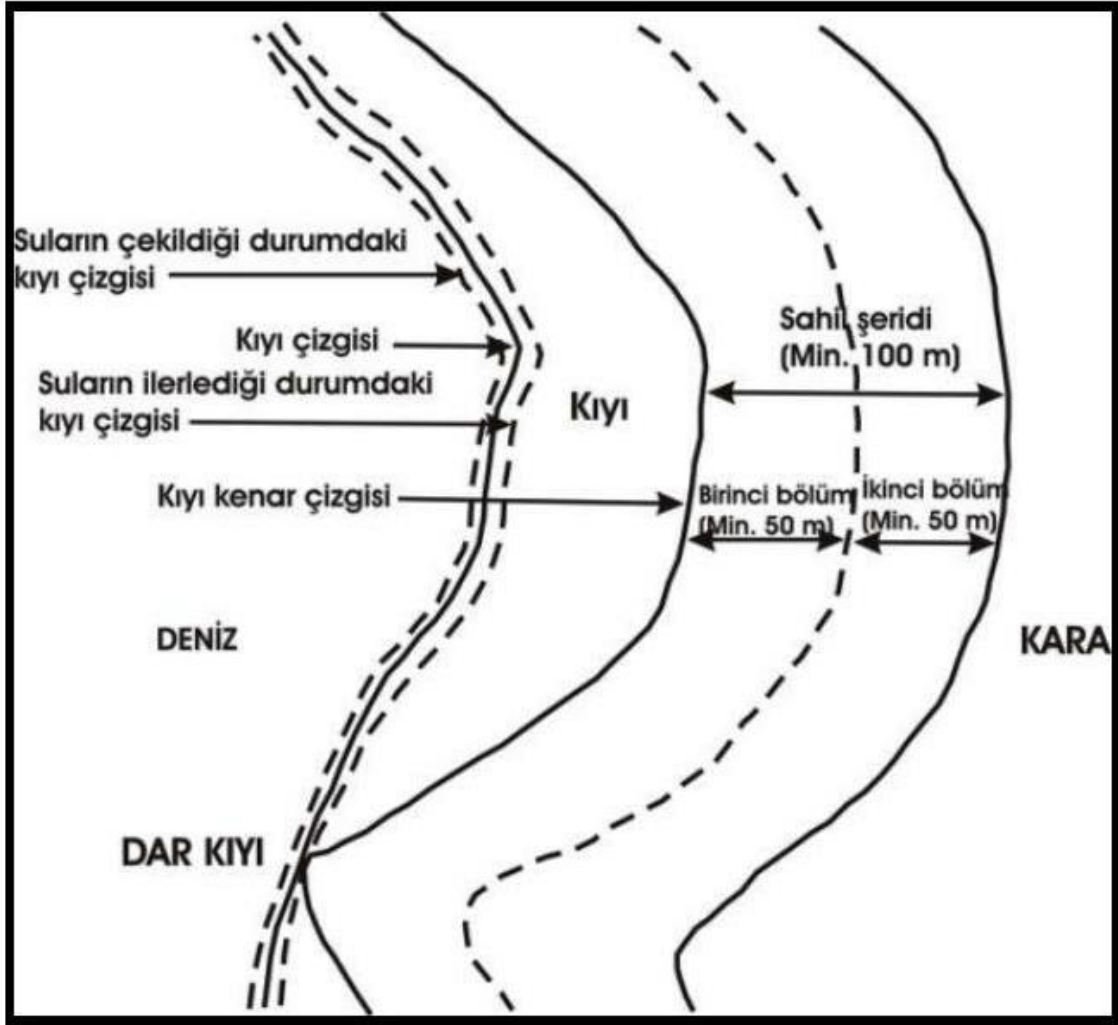 Suların çekildiği durumdaki
kıyı çizgisi
Kıyı çizgisi
Suların ilerlediği durumdaki
kıyı çizgisi
Kıyı
Sahil şeridi
(Min. 100 m)
Kıyı kenar çizgisi
Birinci bölüm
(Min. 50 m)
İkinci bölüm
(Min. 50 m)
DENİZ
KARA
DAR KIYI